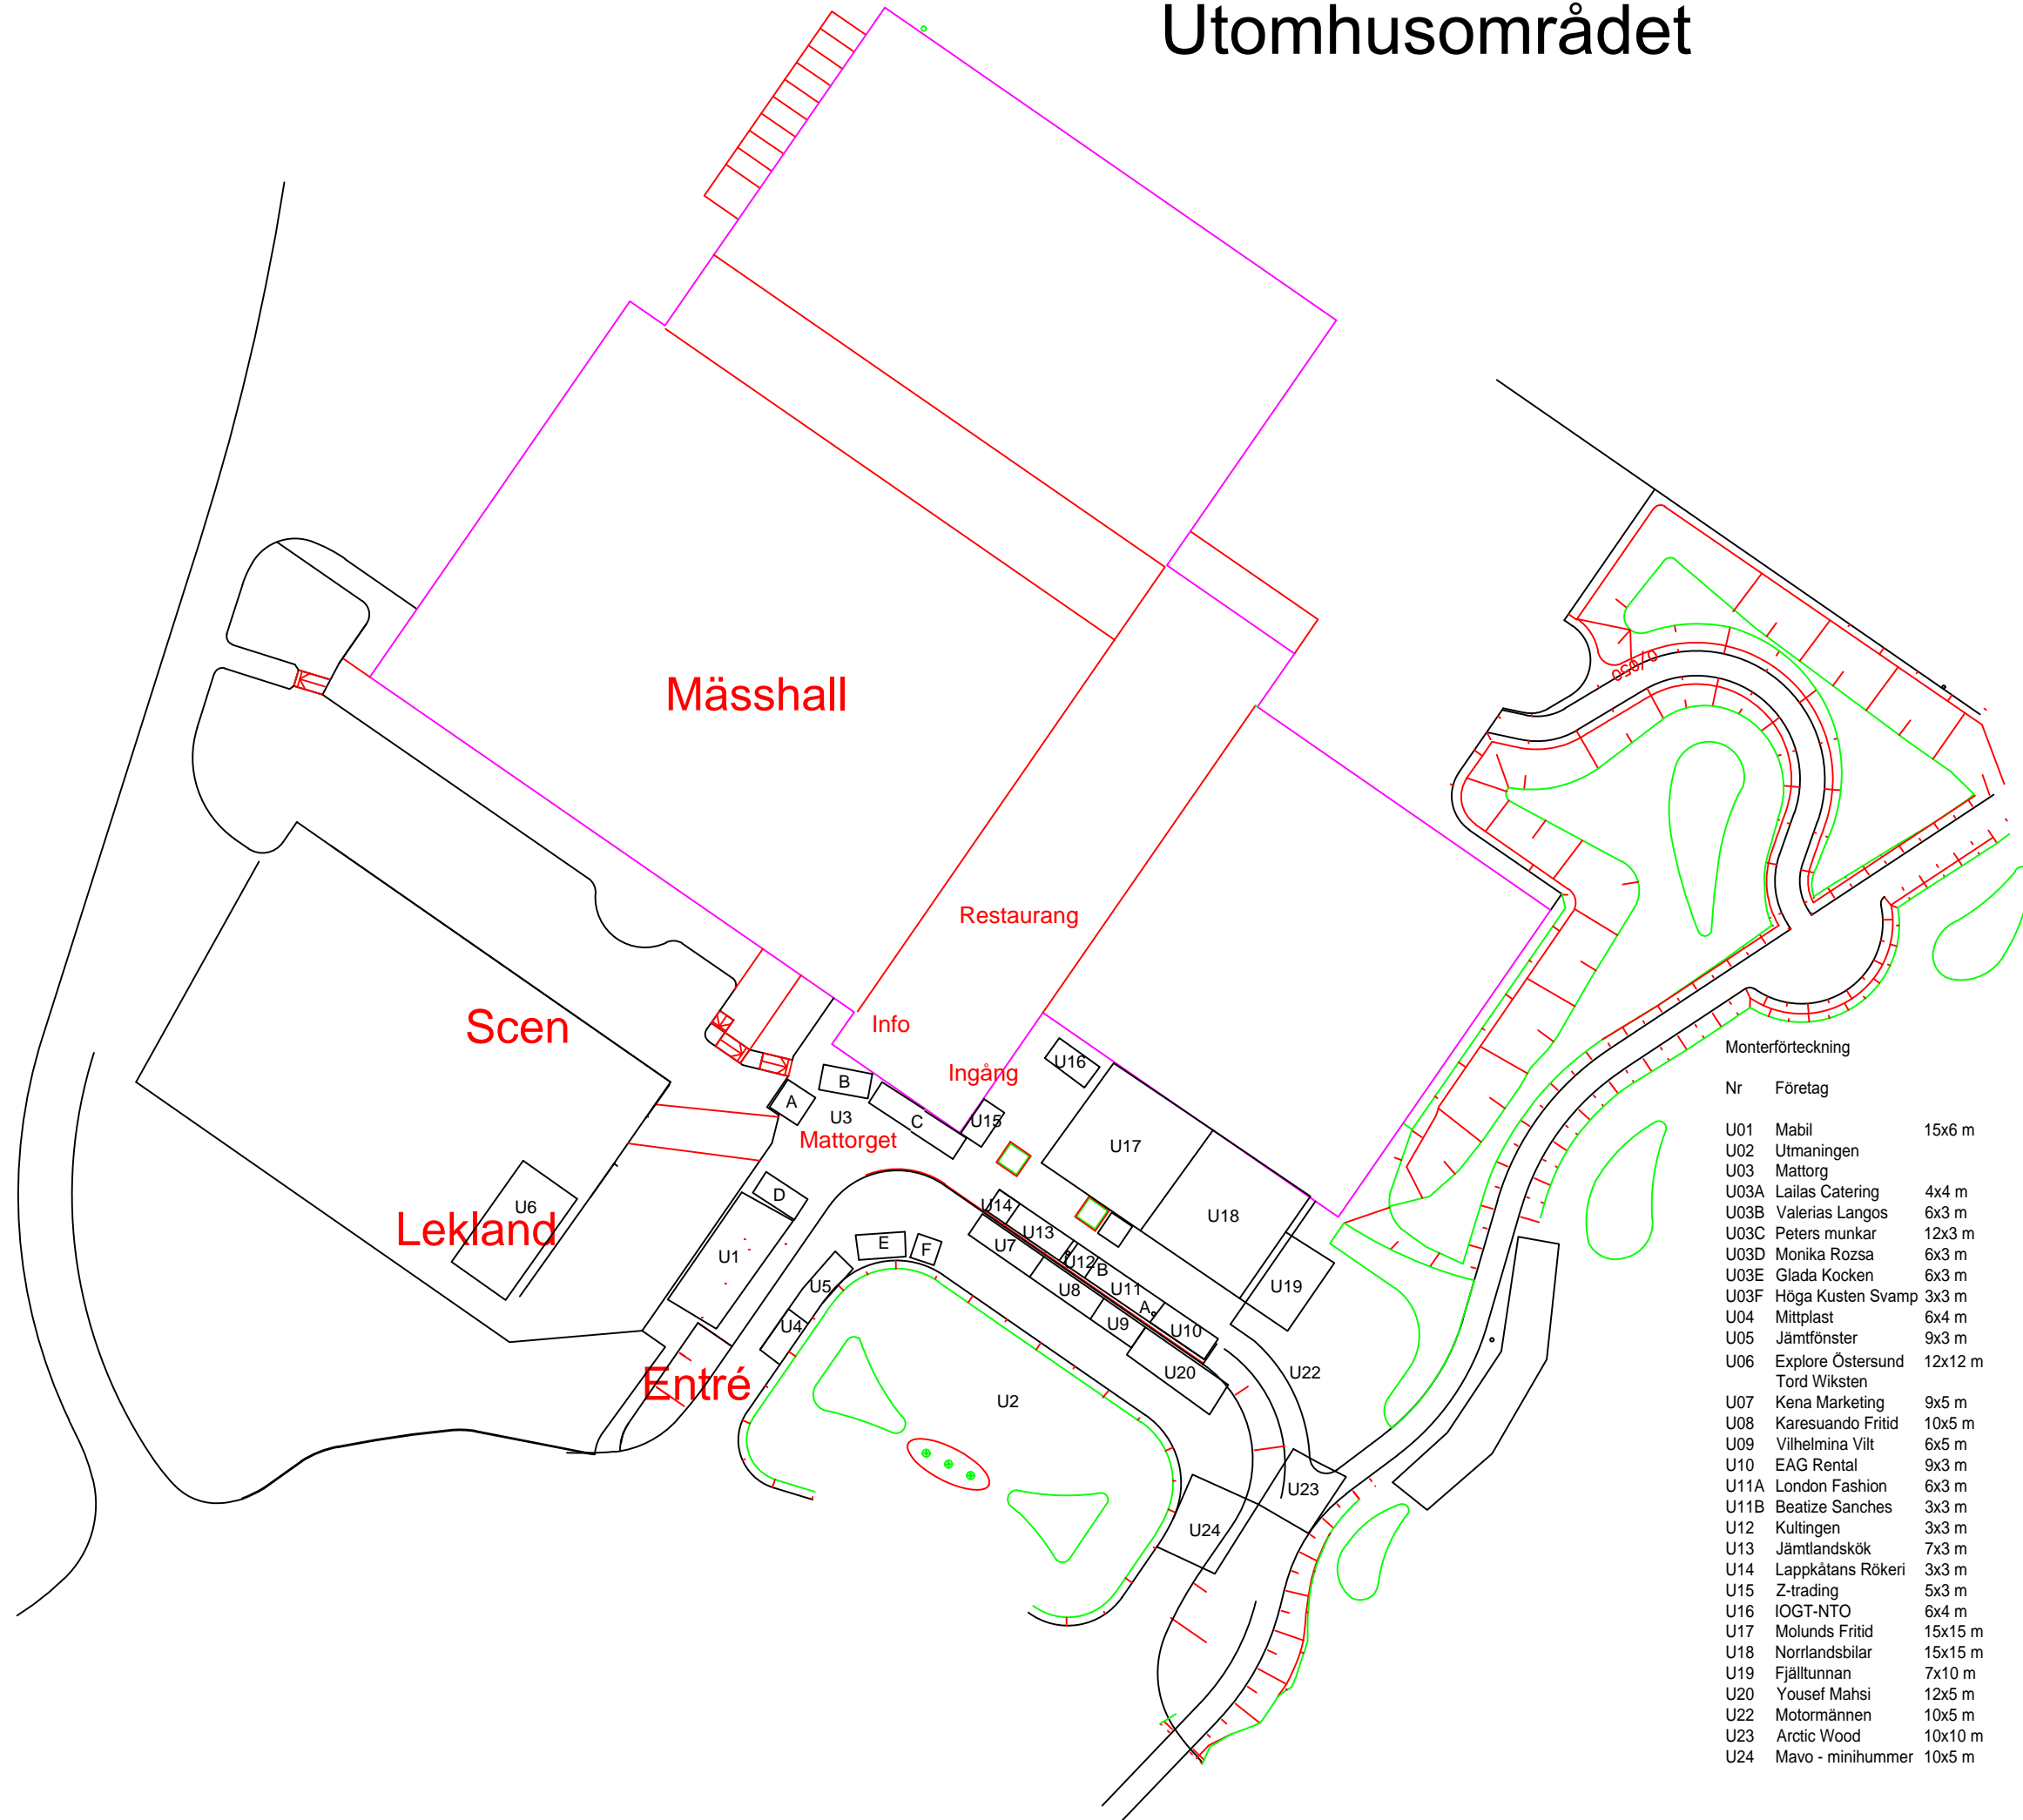 Utomhusområdet
Mässhall
Restaurang
Scen
Info
Ingång
U16
B
A
U3
C
U15
Mattorget
U17
U6
Lekland
D
U14
U13
U18
E
F
U7
U12
B
U1
U5
U8
U11
U19
A
U4
U9
U10
Entré
U20
U22
U2
U23
U24
07050
Monterförteckning
Nr Företag
U01 Mabil 15x6 m
U02 Utmaningen
U03 Mattorg
U03A Lailas Catering 4x4 m
U03B Valerias Langos 6x3 m
U03C Peters munkar 12x3 m
U03D Monika Rozsa 6x3 m
U03E Glada Kocken 6x3 m
U03F Höga Kusten Svamp 3x3 m
U04 Mittplast 6x4 m
U05 Jämtfönster 9x3 m
U06 Explore Östersund 12x12 m
Tord Wiksten
U07 Kena Marketing 9x5 m
U08 Karesuando Fritid 10x5 m
U09 Vilhelmina Vilt 6x5 m
U10 EAG Rental 9x3 m
U11A London Fashion 6x3 m
U11B Beatize Sanches 3x3 m
U12 Kultingen 3x3 m
U13 Jämtlandskök 7x3 m
U14 Lappkåtans Rökeri 3x3 m
U15 Z-trading 5x3 m
U16 IOGT-NTO 6x4 m
U17 Molunds Fritid 15x15 m
U18 Norrlandsbilar 15x15 m
U19 Fjälltunnan 7x10 m
U20 Yousef Mahsi 12x5 m
U22 Motormännen 10x5 m
U23 Arctic Wood 10x10 m
U24 Mavo - minihummer 10x5 m